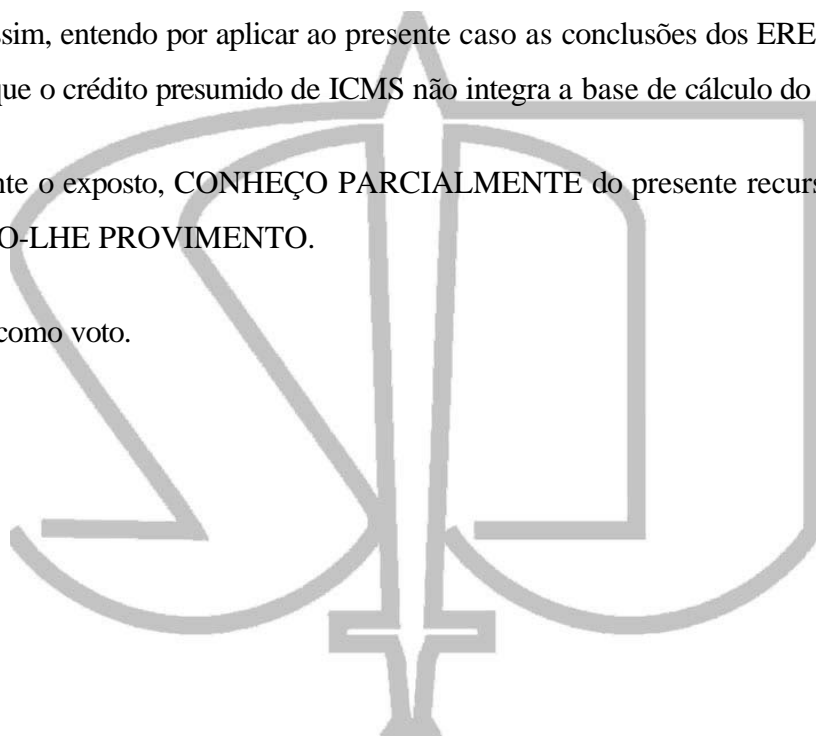 ssim, entendo por aplicar ao presente caso as conclusões dos ERE
que o crédito presumido de ICMS não integra a base de cálculo do
nte o exposto, CONHEÇO PARCIALMENTE do presente recurs
O-LHE PROVIMENTO.
como voto.